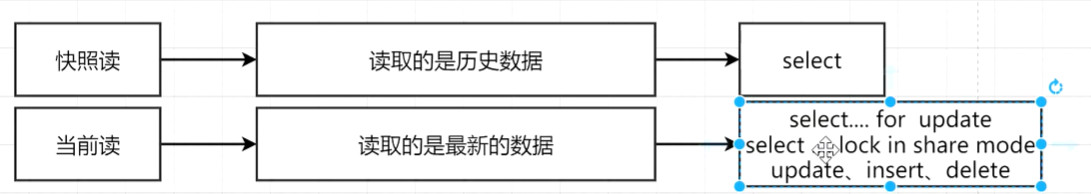 快照读
读取的是历史数据
select
当前读
读取的是最新的数据
select.... for update
select lock in share mode
update、insert、delete